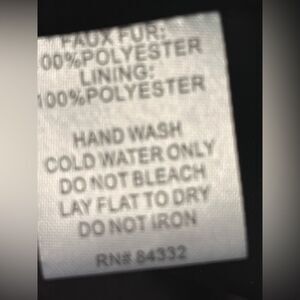 FAUX FUR:
00%POLYESTER
LINING:
100%POLYESTER
HAND WASH
COLD WATER ONLY
DO NOT BLEACH
LAY FLAT TO DRY
DO NOT IRON
RN# 84332